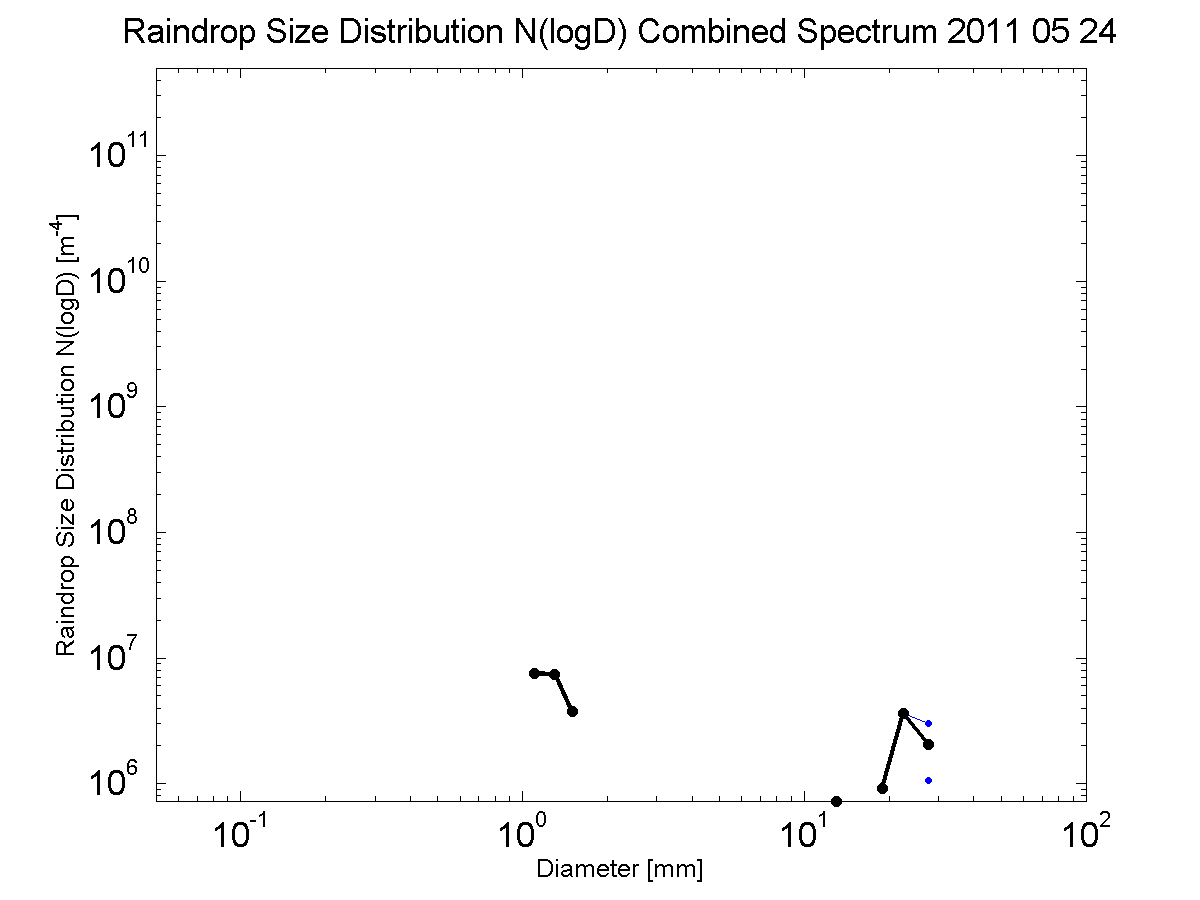 Raindrop Size Distribution N(logD) Combined Spectrum 2011 05 24
Raindrop Size Distribution N(logD) [m⁻⁴]
10¹¹
10¹⁰
10⁹
10⁸
10⁷
10⁶
10⁻¹ 10⁰ 10¹ 10²
Diameter [mm]